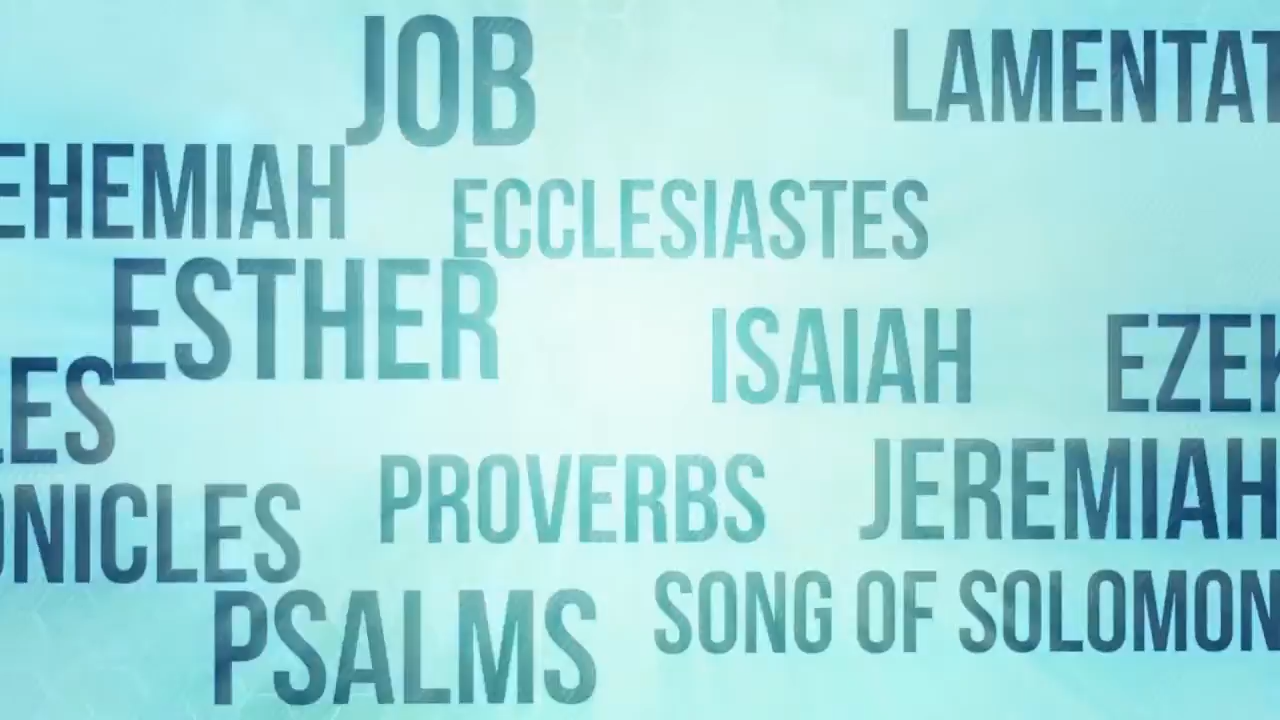 JOB
LAMENTAT
EHEMIAH
ECCLESIASTES
ESTHER
ISAIAH
EZEK
LES
PROVERBS
JEREMIAH
ONICLES
SONG OF SOLOMON
PSALMS